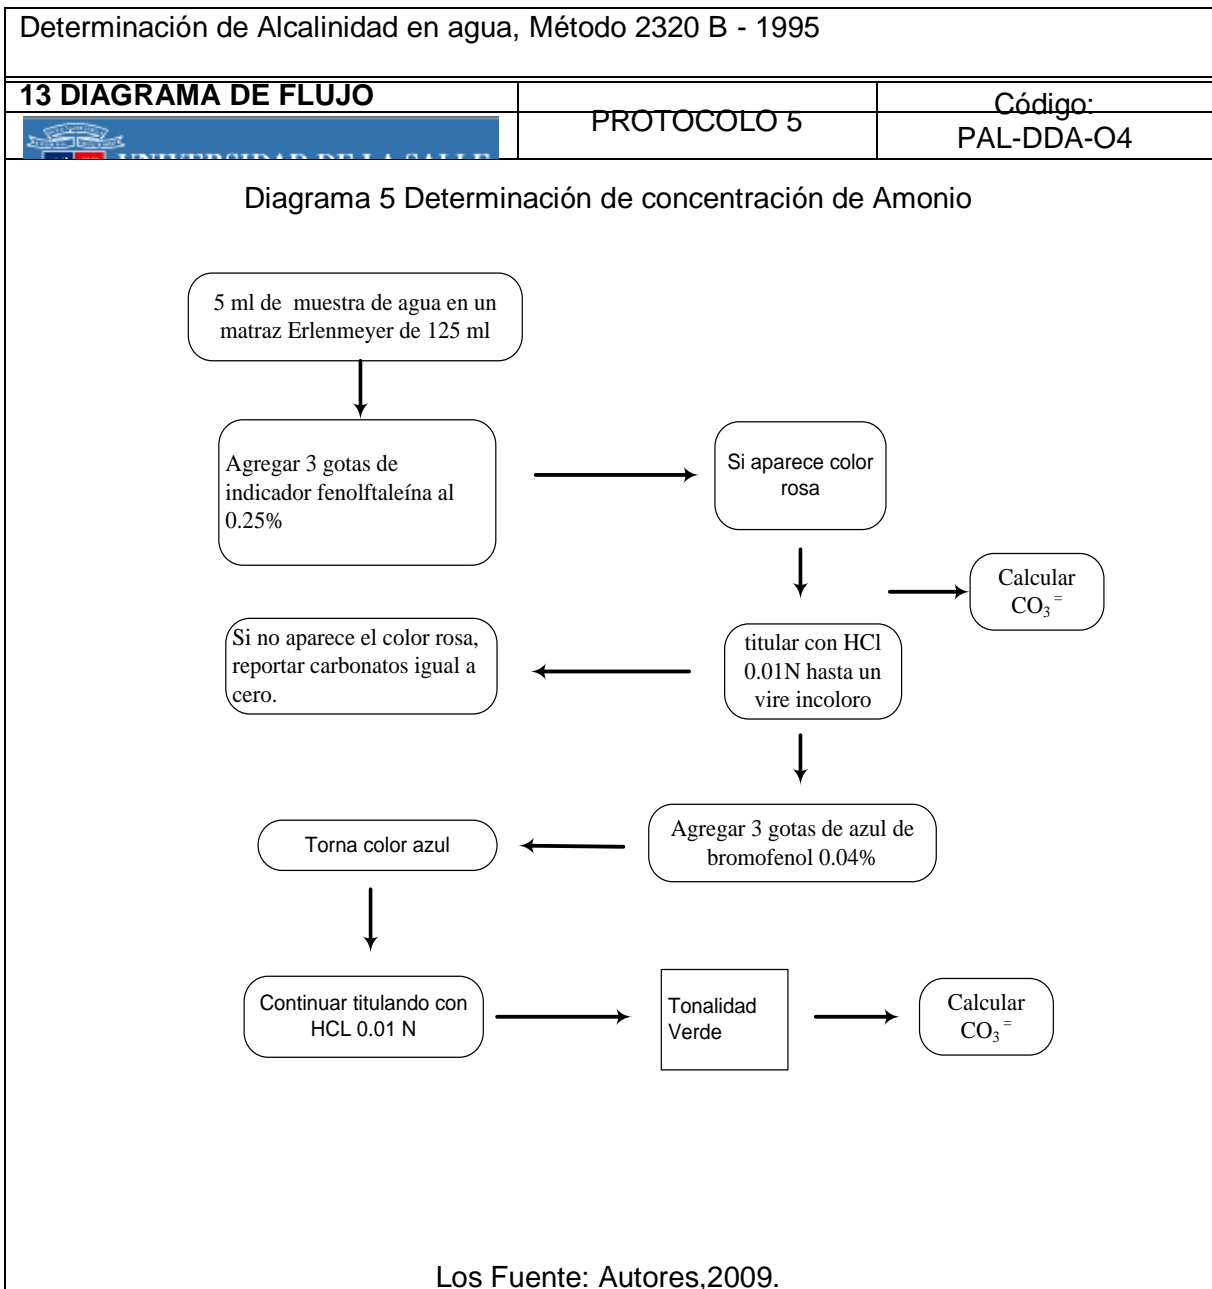 Determinación de Alcalinidad en agua, Método 2320 B - 1995
13 DIAGRAMA DE FLUJO
PROTOCOLO 5
Código:
PAL-DDA-O4
UNIVERSIDAD DE LA SALLE
Diagrama 5 Determinación de concentración de Amonio
5 ml de muestra de agua en un
matraz Erlenmeyer de 125 ml
Agregar 3 gotas de
indicador fenolftaleína al
0.25%
Si aparece color
rosa
Calcular
CO₃⁼
Si no aparece el color rosa,
reportar carbonatos igual a
cero.
titular con HCl
0.01N hasta un
vire incoloro
Agregar 3 gotas de azul de
bromofenol 0.04%
Torna color azul
Continuar titulando con
HCL 0.01 N
Tonalidad
Verde
Calcular
CO₃⁼
Los Fuente: Autores,2009.